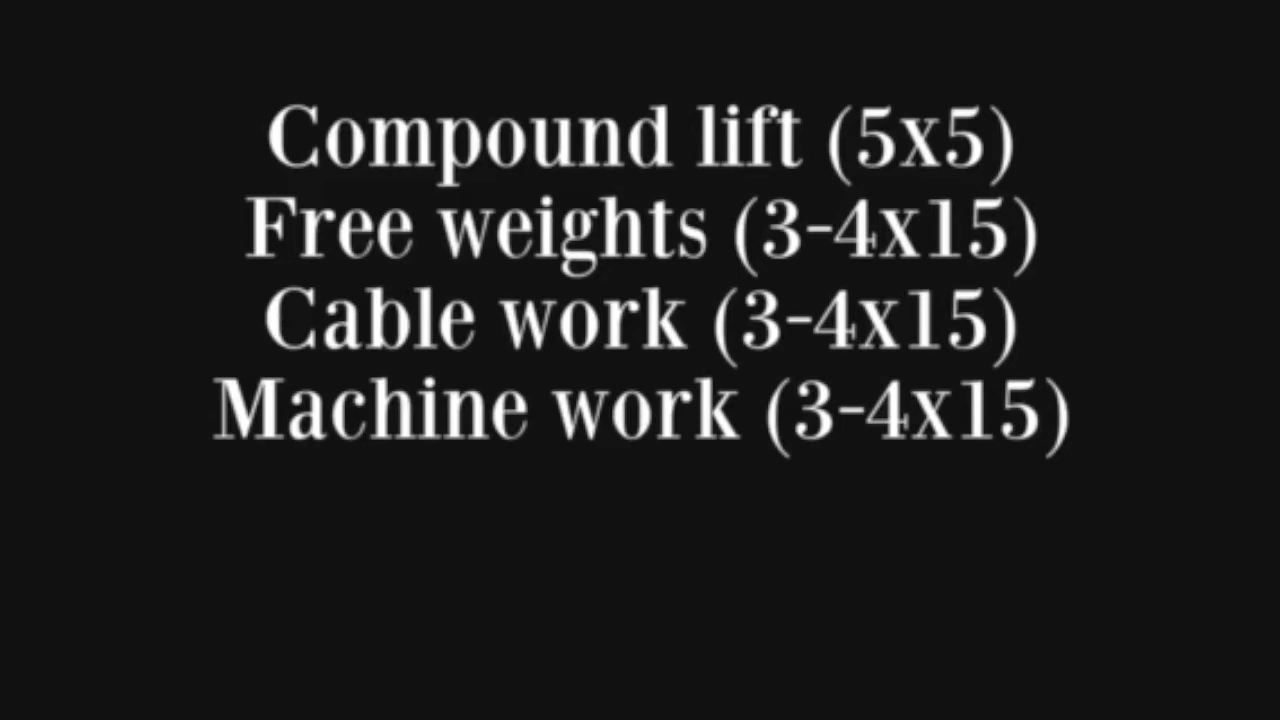 Compound lift (5x5)
Free weights (3-4x15)
Cable work (3-4x15)
Machine work (3-4x15)